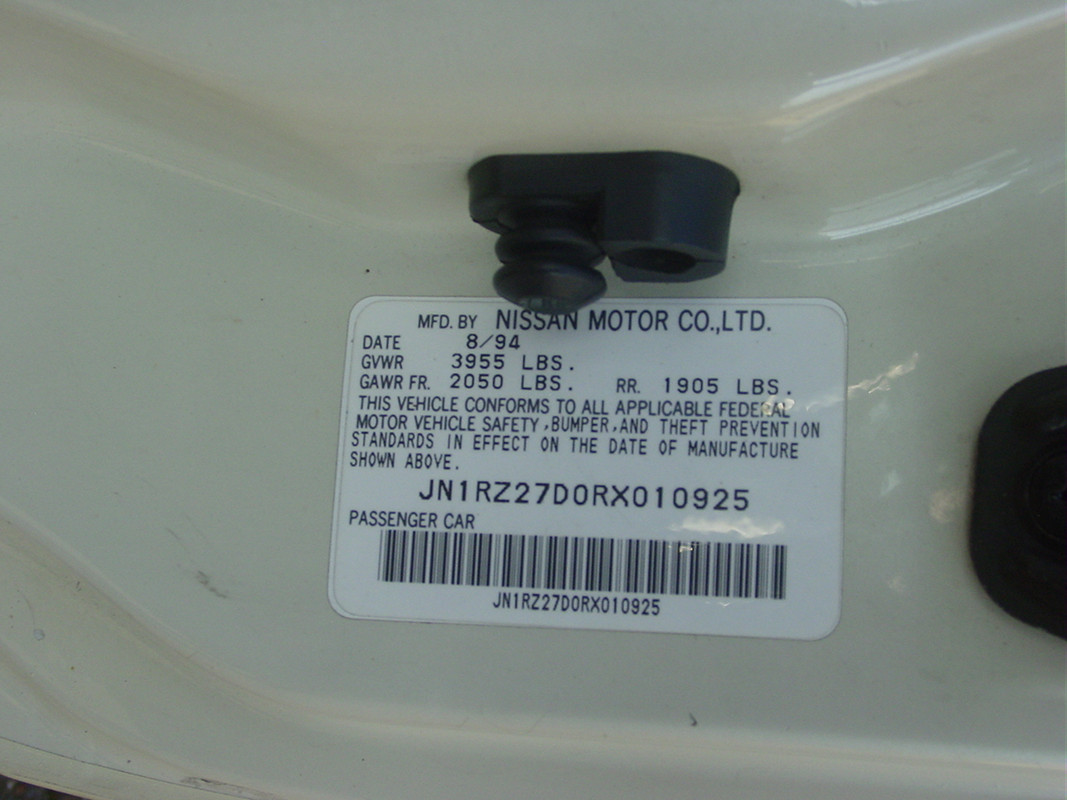 MFD. BY NISSAN MOTOR CO.,LTD.
DATE 8/94
GVWR 3955 LBS.
GAWR FR. 2050 LBS. RR. 1905 LBS.
THIS VEHICLE CONFORMS TO ALL APPLICABLE FEDERAL
MOTOR VEHICLE SAFETY,BUMPER,AND THEFT PREVENTION
STANDARDS IN EFFECT ON THE DATE OF MANUFACTURE
SHOWN ABOVE.
JN1RZ27D0RX010925
PASSENGER CAR
JN1RZ27D0RX010925